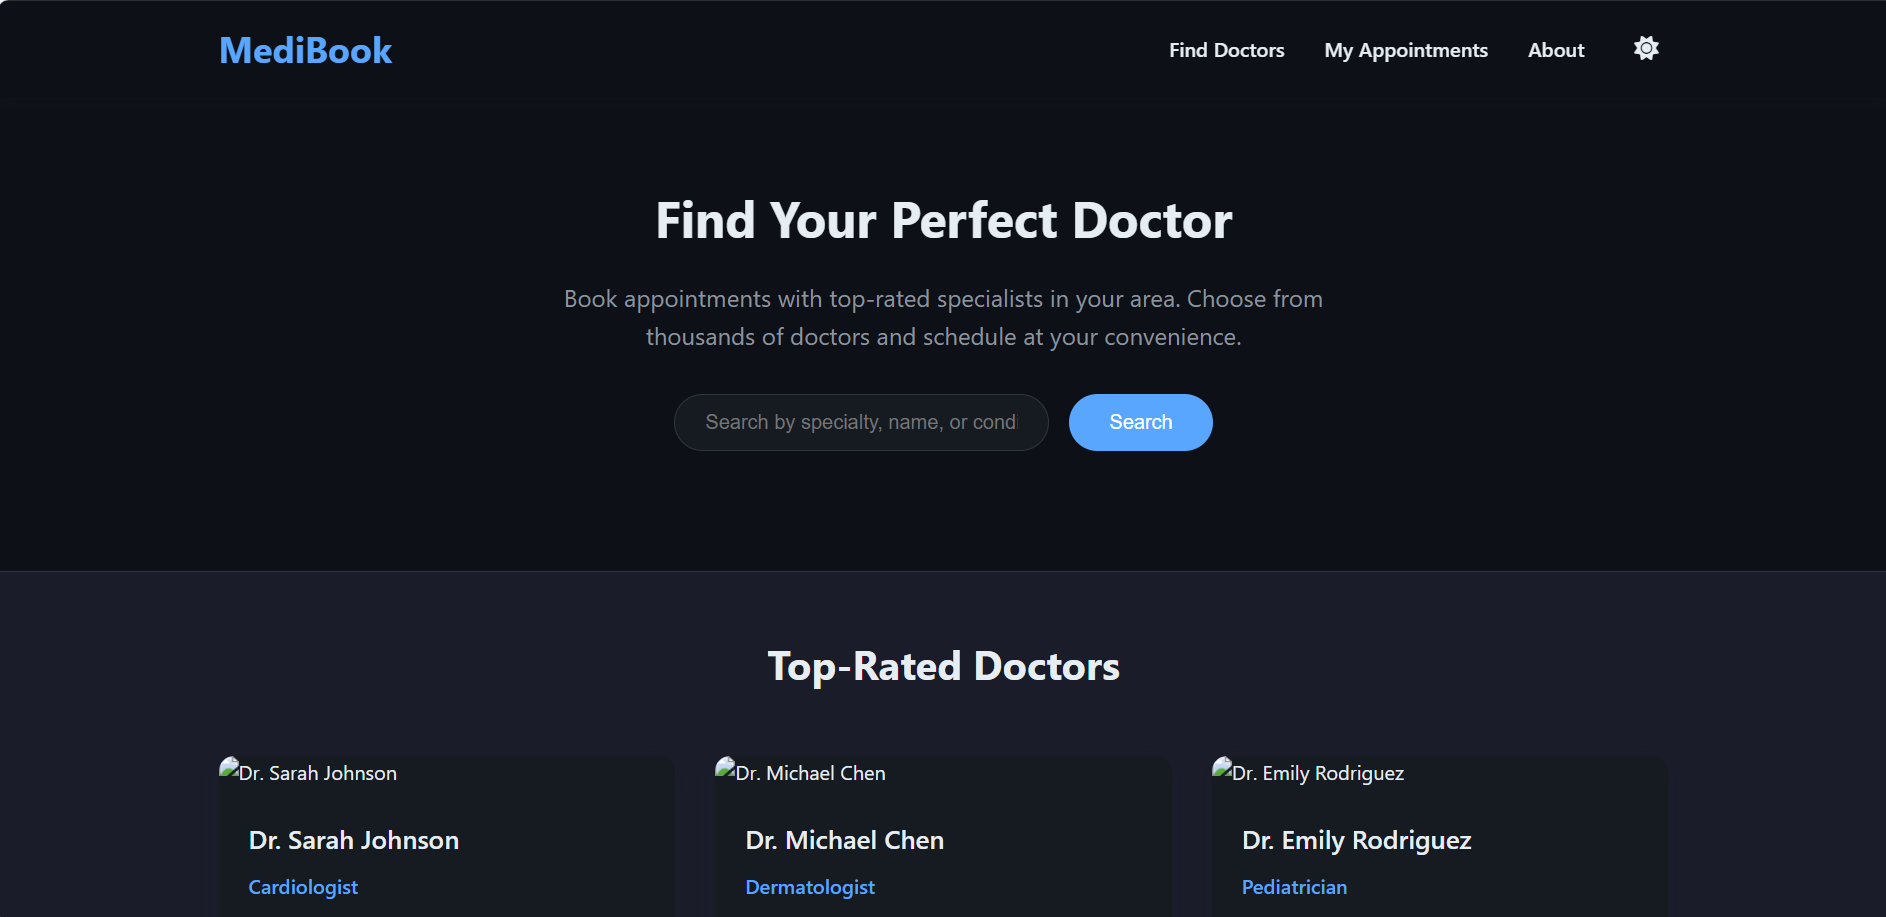 MediBook
Find Doctors
My Appointments
About
Find Your Perfect Doctor
Book appointments with top-rated specialists in your area. Choose from
thousands of doctors and schedule at your convenience.
Search by specialty, name, or condi
Search
Top-Rated Doctors
Dr. Sarah Johnson
Dr. Michael Chen
Dr. Emily Rodriguez
Dr. Sarah Johnson
Dr. Michael Chen
Dr. Emily Rodriguez
Cardiologist
Dermatologist
Pediatrician